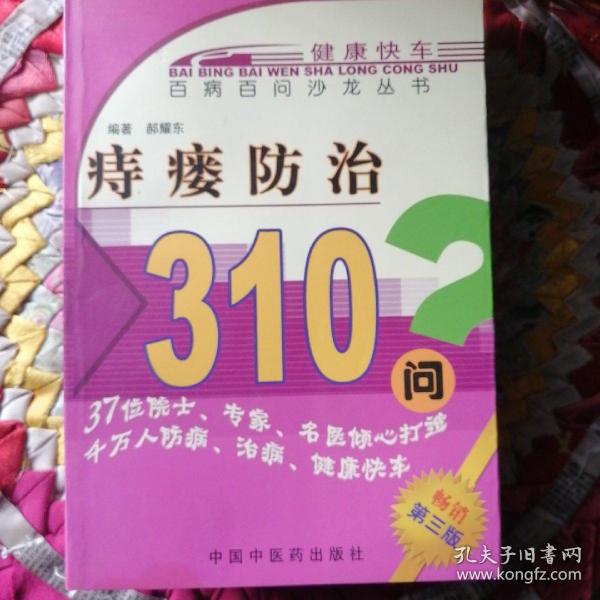 健康快车
BAI BING BAI WEN SHA LONG CONG SHU
百病百问沙龙丛书
编著 郝耀东
痔瘘防治
310
?
问
37位院士、专家、名医倾心打造
千万人防病、治病、健康快车
畅销
第三版
中国中医药出版社
孔夫子旧书网
www.kongfz.com